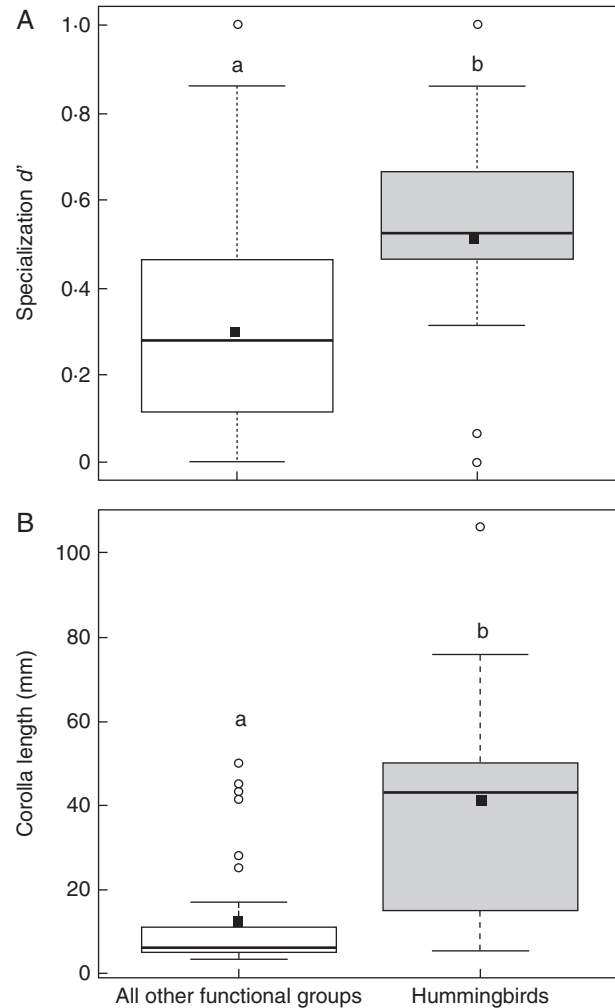 A
1·0
0·8
0·6
0·4
0·2
0
Specialization d'
a
b
B
100
80
60
40
20
0
Corolla length (mm)
a
b
All other functional groups
Hummingbirds